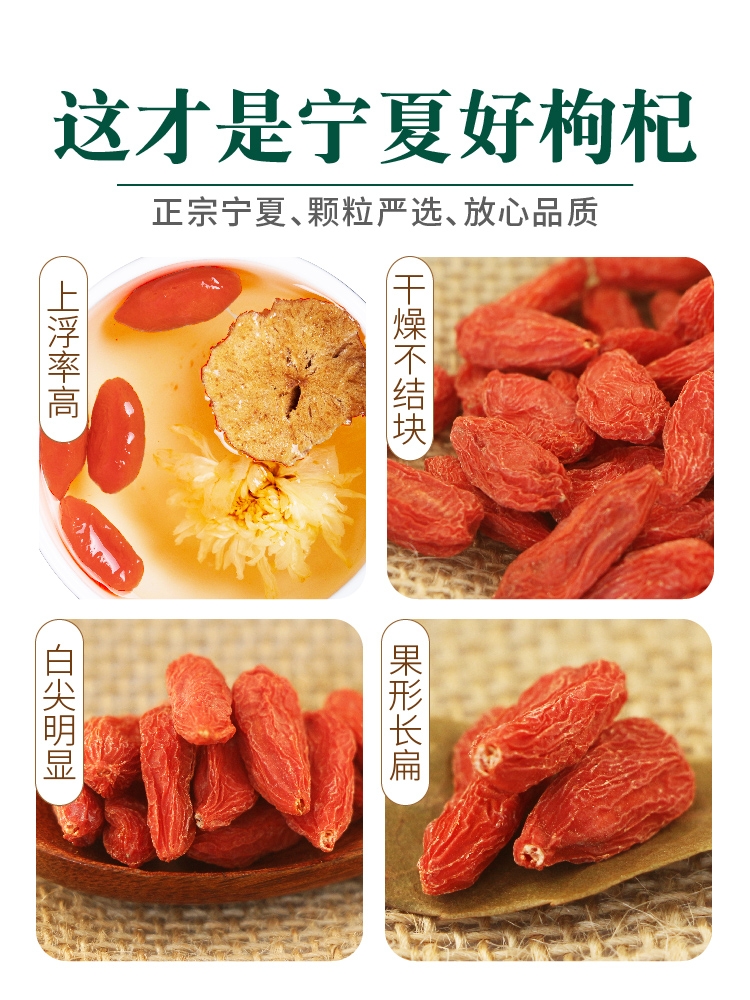 这才是宁夏好枸杞
正宗宁夏、颗粒严选、放心品质
上浮率高
干燥不结块
白尖明显
果形长扁